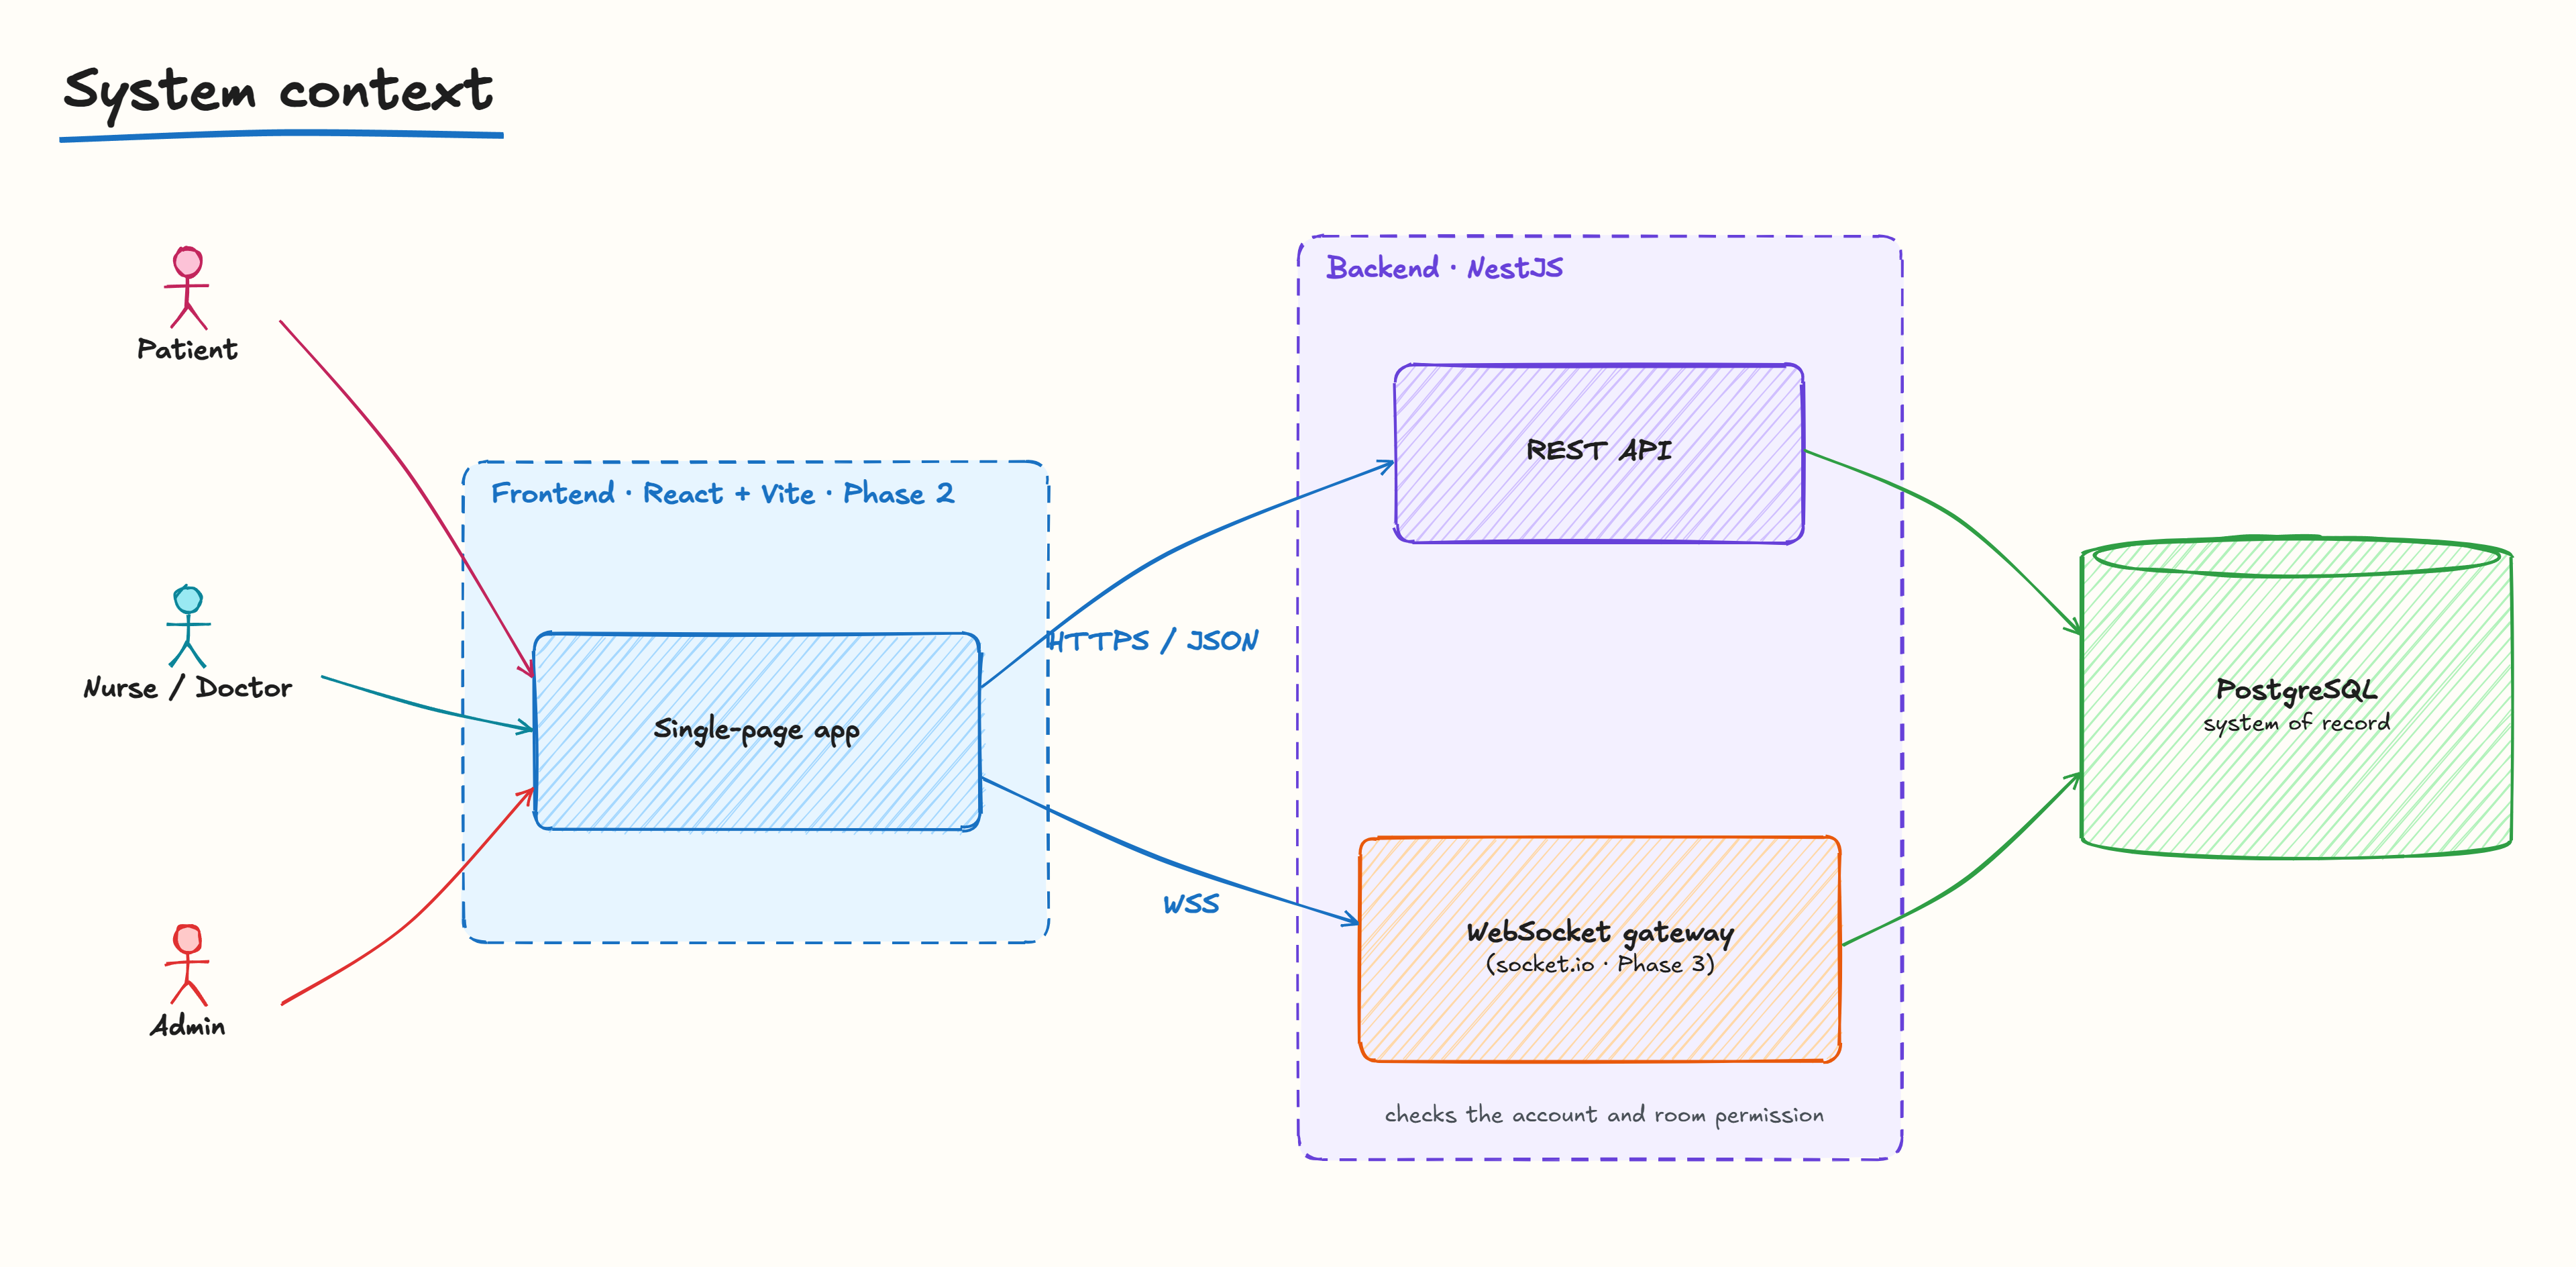 System context
Patient
Nurse / Doctor
Admin
Frontend · React + Vite · Phase 2
Single-page app
HTTPS / JSON
WSS
Backend · NestJS
REST API
WebSocket gateway
(socket.io · Phase 3)
checks the account and room permission
PostgreSQL
system of record